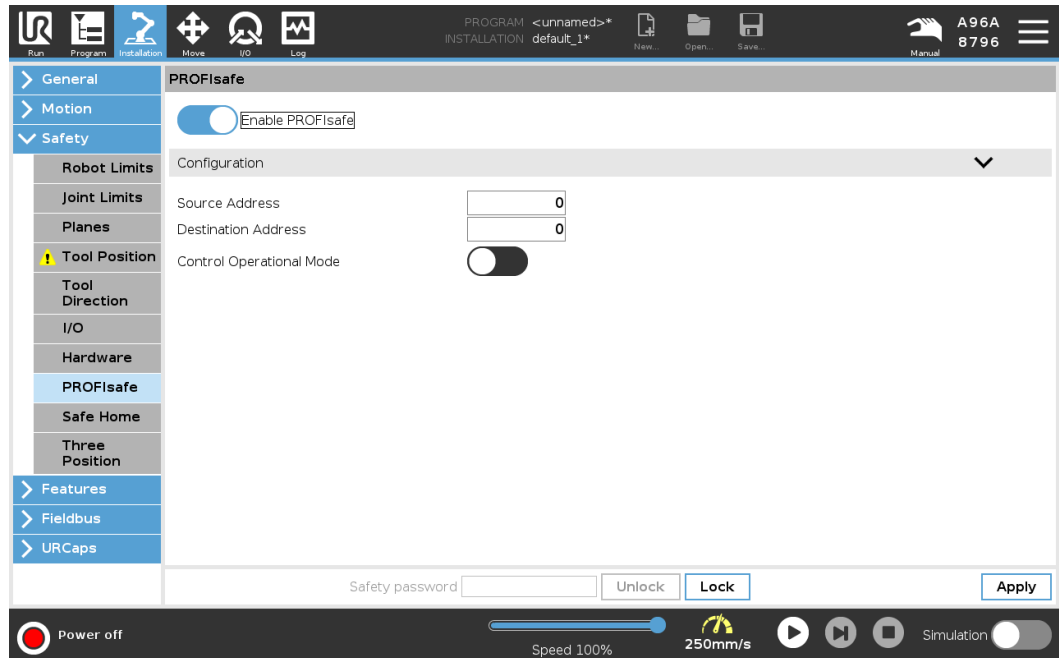 UR
Run
Program
Installation
Move
I/O
Log
PROGRAM <unnamed>*
INSTALLATION default_1*
New...
Open...
Save...
Manual
A96A
8796
General
Motion
Safety
Robot Limits
Joint Limits
Planes
Tool Position
Tool
Direction
I/O
Hardware
PROFIsafe
Safe Home
Three
Position
Features
Fieldbus
URCaps
PROFIsafe
Enable PROFIsafe
Configuration
Source Address 0
Destination Address 0
Control Operational Mode
Safety password Unlock Lock Apply
Power off
Speed 100%
250mm/s
Simulation